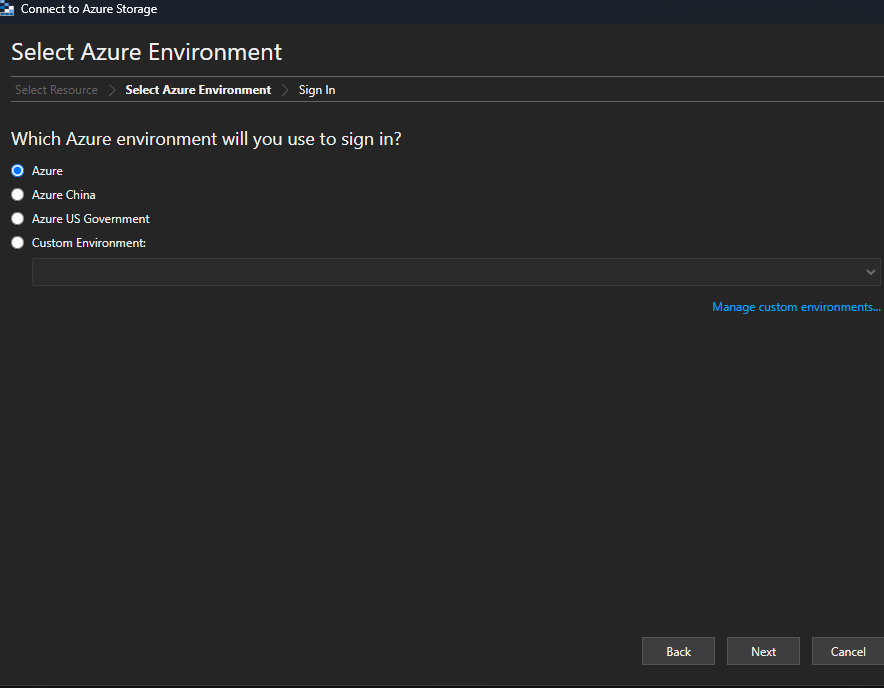 Connect to Azure Storage
Select Azure Environment
Select Resource Select Azure Environment Sign In
Which Azure environment will you use to sign in?
Azure
Azure China
Azure US Government
Custom Environment:
Manage custom environments...
Back Next Cancel